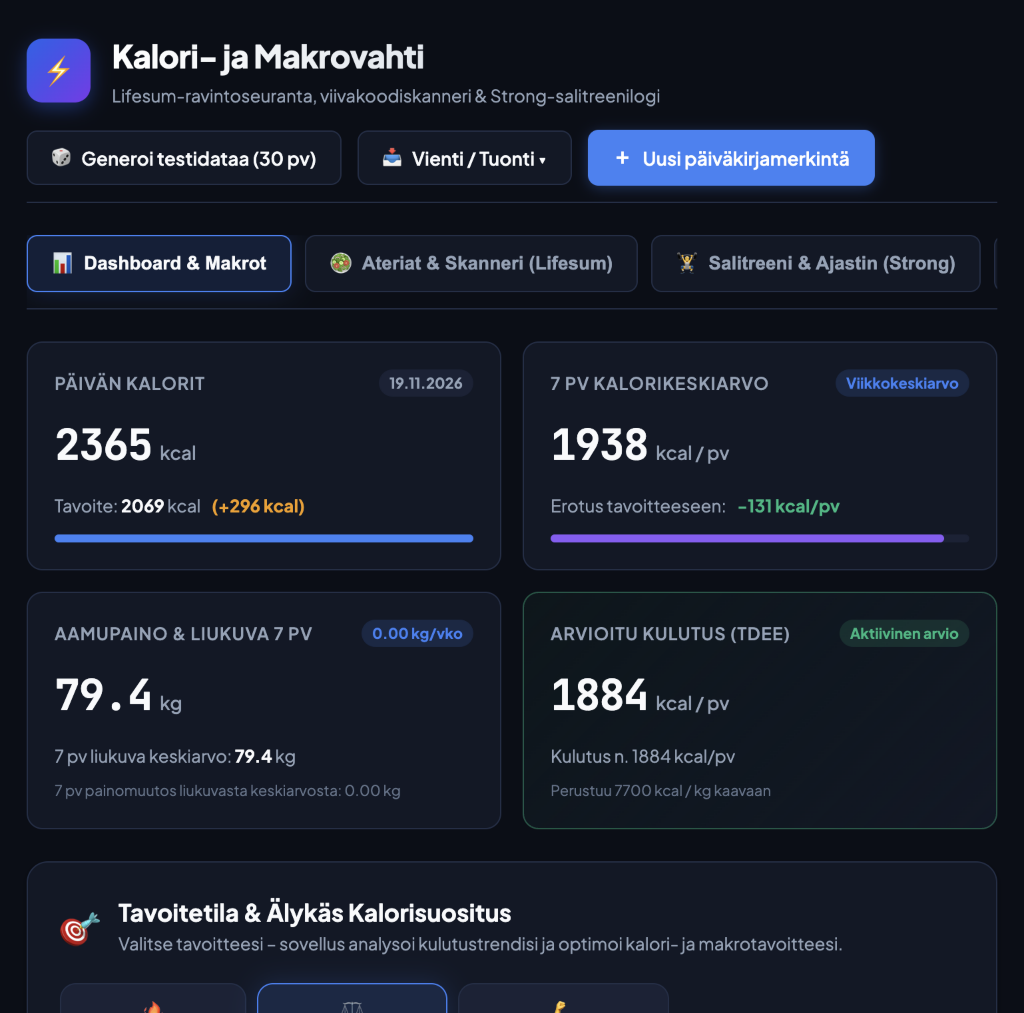 Kalori- ja Makrovahti
Lifesum-ravintoseuranta, viivakoodiskanneri & Strong-salitreenilogi
Generoi testidataa (30 pv)
Vienti / Tuonti ▾
+ Uusi päiväkirjamerkintä
Dashboard & Makrot
Ateriat & Skanneri (Lifesum)
Salitreeni & Ajastin (Strong)
PÄIVÄN KALORIT
19.11.2026
2365 kcal
Tavoite: 2069 kcal (+296 kcal)
7 PV KALORIKESKIARVO
Viikkokeskiarvo
1938 kcal / pv
Erotus tavoitteeseen: -131 kcal/pv
AAMUPAINO & LIUKUVA 7 PV
0.00 kg/vko
79.4 kg
7 pv liukuva keskiarvo: 79.4 kg
7 pv painomuutos liukuvasta keskiarvosta: 0.00 kg
ARVIOITU KULUTUS (TDEE)
Aktiivinen arvio
1884 kcal / pv
Kulutus n. 1884 kcal/pv
Perustuu 7700 kcal / kg kaavaan
Tavoitetila & Älykäs Kalorisuositus
Valitse tavoitteesi – sovellus analysoi kulutustrendisi ja optimoi kalori- ja makrotavoitteesi.